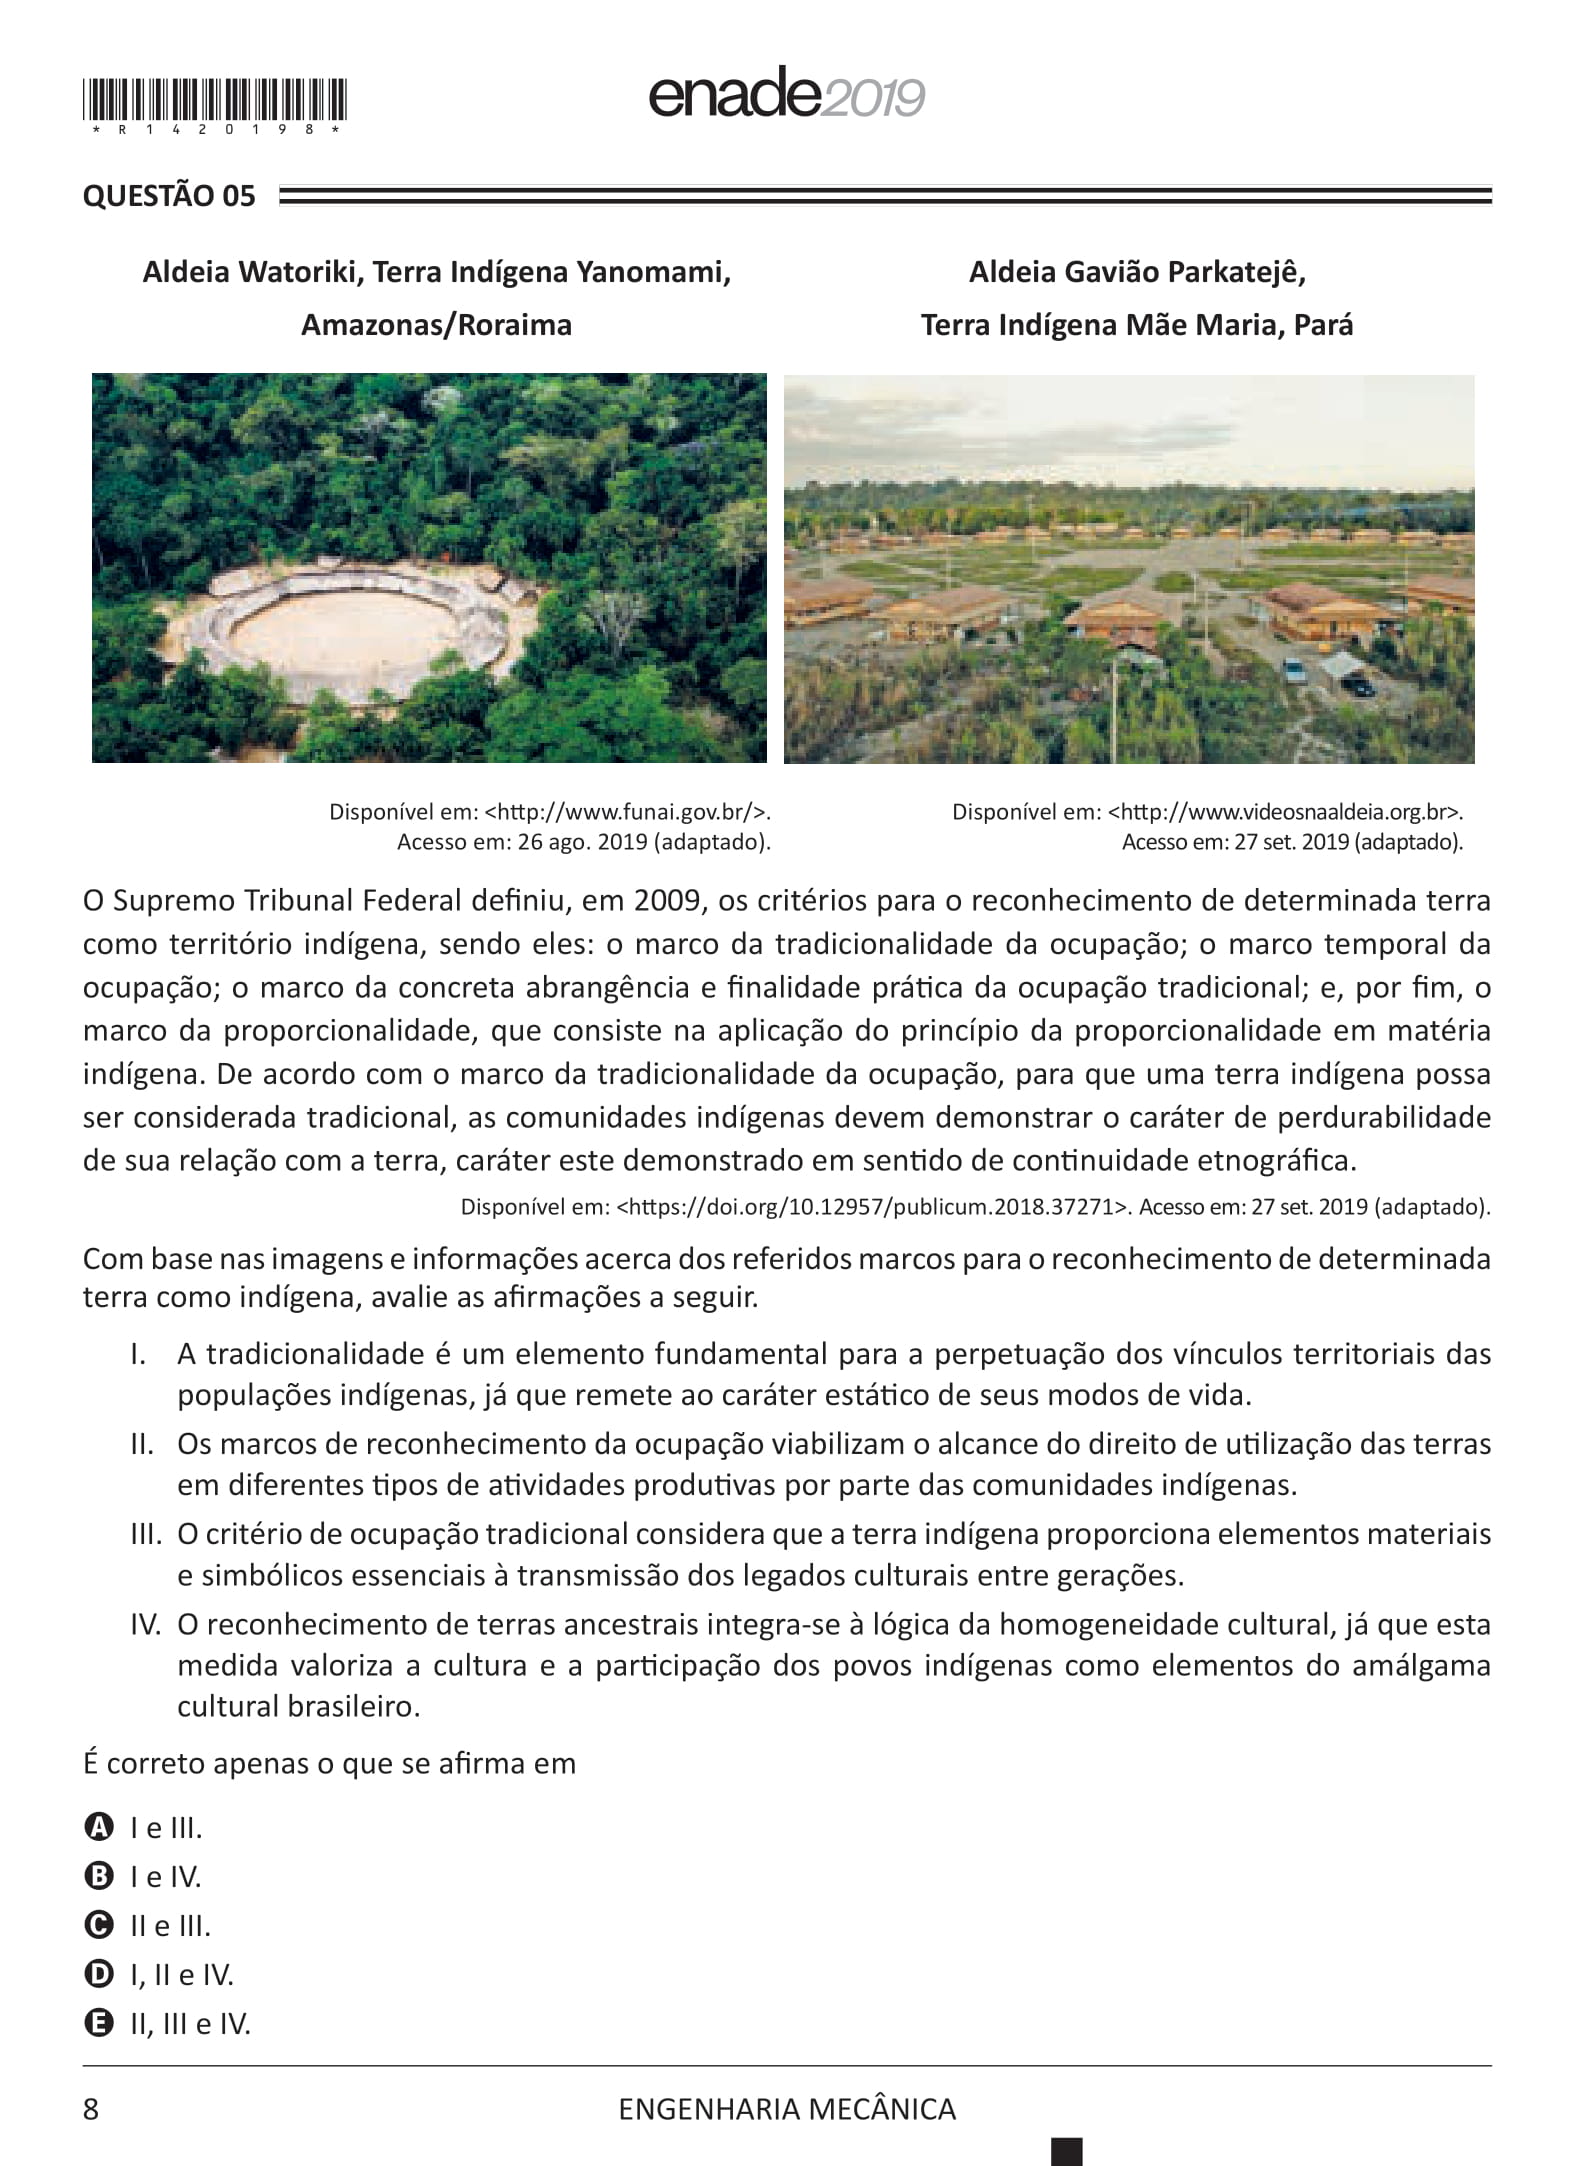 *R1420198*
enade2019
QUESTÃO 05
Aldeia Watoriki, Terra Indígena Yanomami,
Amazonas/Roraima
Aldeia Gavião Parkatejê,
Terra Indígena Mãe Maria, Pará
Disponível em: <http://www.funai.gov.br/>.
Acesso em: 26 ago. 2019 (adaptado).
Disponível em: <http://www.videosnaaldeia.org.br>.
Acesso em: 27 set. 2019 (adaptado).
O Supremo Tribunal Federal definiu, em 2009, os critérios para o reconhecimento de determinada terra
como território indígena, sendo eles: o marco da tradicionalidade da ocupação; o marco temporal da
ocupação; o marco da concreta abrangência e finalidade prática da ocupação tradicional; e, por fim, o
marco da proporcionalidade, que consiste na aplicação do princípio da proporcionalidade em matéria
indígena. De acordo com o marco da tradicionalidade da ocupação, para que uma terra indígena possa
ser considerada tradicional, as comunidades indígenas devem demonstrar o caráter de perdurabilidade
de sua relação com a terra, caráter este demonstrado em sentido de continuidade etnográfica.
Disponível em: <https://doi.org/10.12957/publicum.2018.37271>. Acesso em: 27 set. 2019 (adaptado).
Com base nas imagens e informações acerca dos referidos marcos para o reconhecimento de determinada
terra como indígena, avalie as afirmações a seguir.
I. A tradicionalidade é um elemento fundamental para a perpetuação dos vínculos territoriais das
populações indígenas, já que remete ao caráter estático de seus modos de vida.
II. Os marcos de reconhecimento da ocupação viabilizam o alcance do direito de utilização das terras
em diferentes tipos de atividades produtivas por parte das comunidades indígenas.
III. O critério de ocupação tradicional considera que a terra indígena proporciona elementos materiais
e simbólicos essenciais à transmissão dos legados culturais entre gerações.
IV. O reconhecimento de terras ancestrais integra-se à lógica da homogeneidade cultural, já que esta
medida valoriza a cultura e a participação dos povos indígenas como elementos do amálgama
cultural brasileiro.
É correto apenas o que se afirma em
A I e III.
B I e IV.
C II e III.
D I, II e IV.
E II, III e IV.
8
ENGENHARIA MECÂNICA